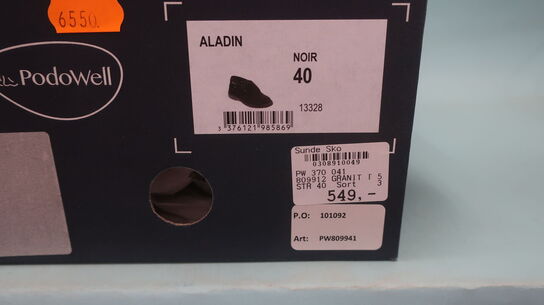 6550.
PodoWell
ALADIN
NOIR
40
13328
3 376121 985869
Sunde Sko
0308910049
PW 370 041
809912 GRANIT I 5
STR 40 Sort 3
549,-
P.O: 101092
Art: PW809941